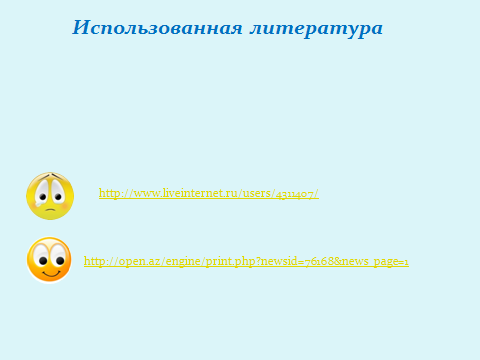 Использованная литература
http://www.liveinternet.ru/users/4311407/
http://open.az/engine/print.php?newsid=76168&news_page=1